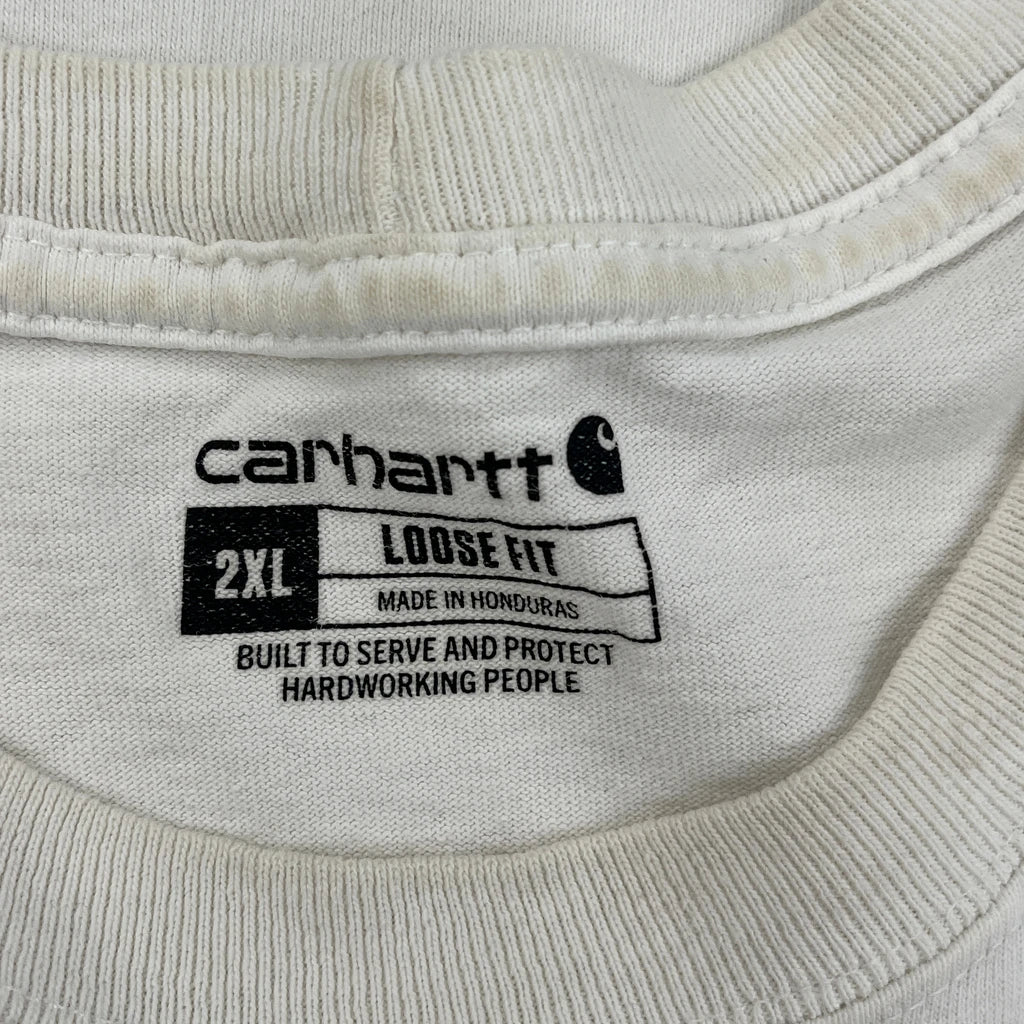 carhartt
2XL
LOOSE FIT
MADE IN HONDURAS
BUILT TO SERVE AND PROTECT
HARDWORKING PEOPLE